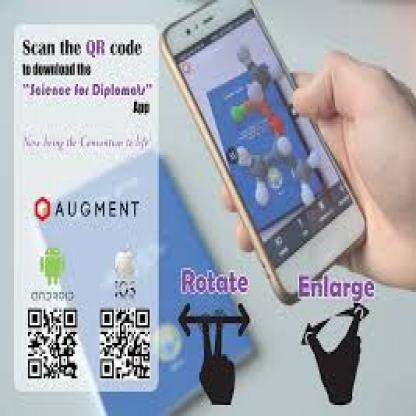 Scan the QR code
to download the
"Science for Diplomats"
App
Now bring the Convention to life!
AUGMENT
android
iOS
Rotate
Enlarge